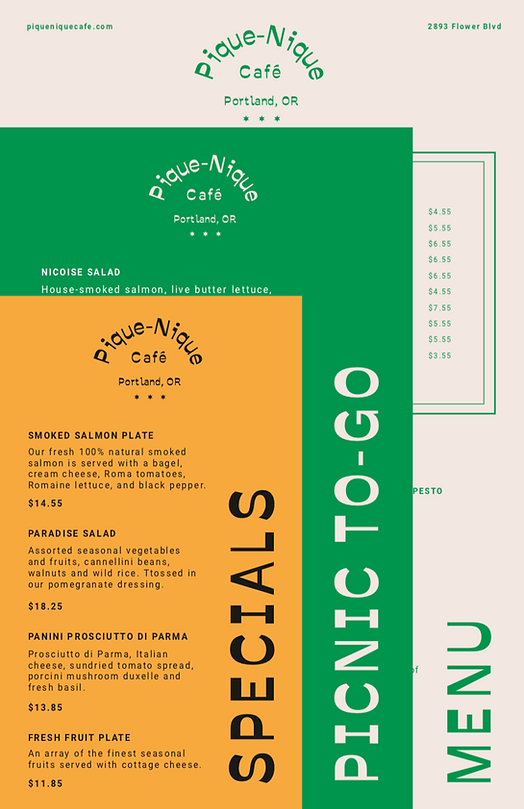 piqueniquecafe.com
2893 Flower Blvd
Pique-Nique
Café
Portland, OR
Pique-Nique
Café
Portland, OR
$4.55
$5.55
$6.55
$6.55
$6.55
$4.55
$7.55
$5.55
$5.55
$3.55
NICOISE SALAD
House-smoked salmon, live butter lettuce,
Pique-Nique
Café
Portland, OR
SMOKED SALMON PLATE
Our fresh 100% natural smoked
salmon is served with a bagel,
cream cheese, Roma tomatoes,
Romaine lettuce, and black pepper.
$14.55
PARADISE SALAD
Assorted seasonal vegetables
and fruits, cannellini beans,
walnuts and wild rice. Ttossed in
our pomegranate dressing.
$18.25
PANINI PROSCIUTTO DI PARMA
Prosciutto di Parma, Italian
cheese, sundried tomato spread,
porcini mushroom duxelle and
fresh basil.
$13.85
FRESH FRUIT PLATE
An array of the finest seasonal
fruits served with cottage cheese.
$11.85
SPECIALS
PICNIC TO-GO
PESTO
of
MENU